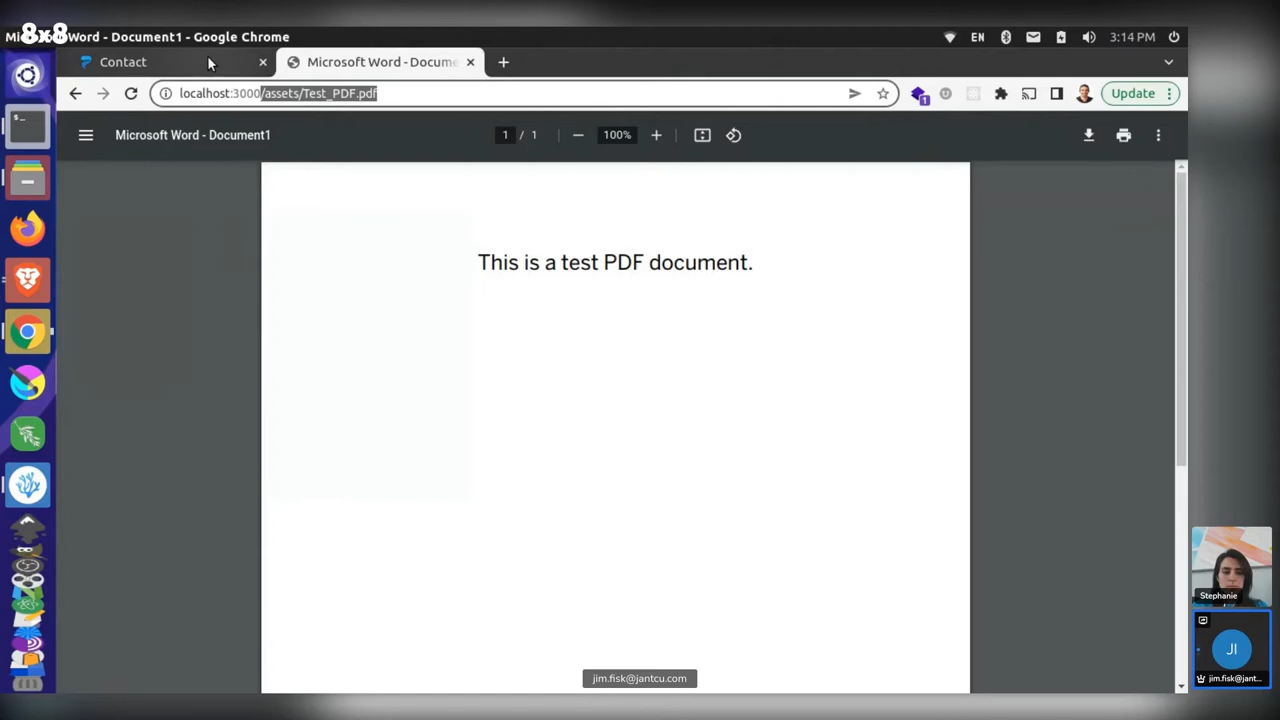 8x8
Microsoft Word - Document1 - Google Chrome
EN
3:14 PM
Contact
Microsoft Word - Docume
localhost:3000/assets/Test_PDF.pdf
1
Update
Microsoft Word - Document1
1 / 1
100%
This is a test PDF document.
Stephanie
JI
jim.fisk@jant...
jim.fisk@jantcu.com